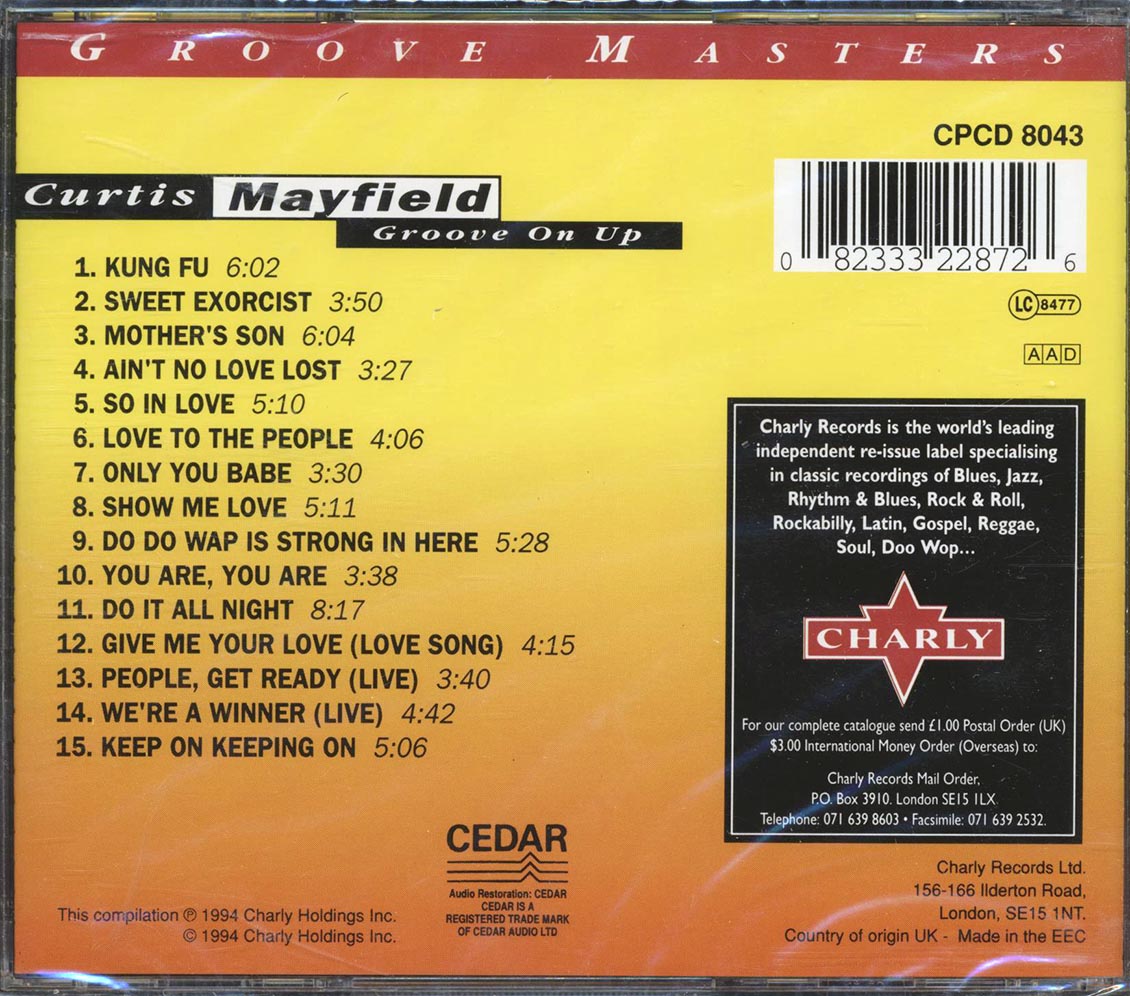 GROOVE MASTERS
CPCD 8043
0 82333 22872 6
LC 8477
AAD
Curtis Mayfield
Groove On Up
1. KUNG FU 6:02
2. SWEET EXORCIST 3:50
3. MOTHER'S SON 6:04
4. AIN'T NO LOVE LOST 3:27
5. SO IN LOVE 5:10
6. LOVE TO THE PEOPLE 4:06
7. ONLY YOU BABE 3:30
8. SHOW ME LOVE 5:11
9. DO DO WAP IS STRONG IN HERE 5:28
10. YOU ARE, YOU ARE 3:38
11. DO IT ALL NIGHT 8:17
12. GIVE ME YOUR LOVE (LOVE SONG) 4:15
13. PEOPLE, GET READY (LIVE) 3:40
14. WE'RE A WINNER (LIVE) 4:42
15. KEEP ON KEEPING ON 5:06
Charly Records is the world's leading
independent re-issue label specialising
in classic recordings of Blues, Jazz,
Rhythm & Blues, Rock & Roll,
Rockabilly, Latin, Gospel, Reggae,
Soul, Doo Wop...
CHARLY
For our complete catalogue send £1.00 Postal Order (UK)
$3.00 International Money Order (Overseas) to:
Charly Records Mail Order,
P.O. Box 3910. London SE15 1LX
Telephone: 071 639 8603 • Facsimile: 071 639 2532.
CEDAR
Audio Restoration: CEDAR
CEDAR IS A
REGISTERED TRADE MARK
OF CEDAR AUDIO LTD
This compilation ℗ 1994 Charly Holdings Inc.
© 1994 Charly Holdings Inc.
Charly Records Ltd.
156-166 Ilderton Road,
London, SE15 1NT.
Country of origin UK - Made in the EEC